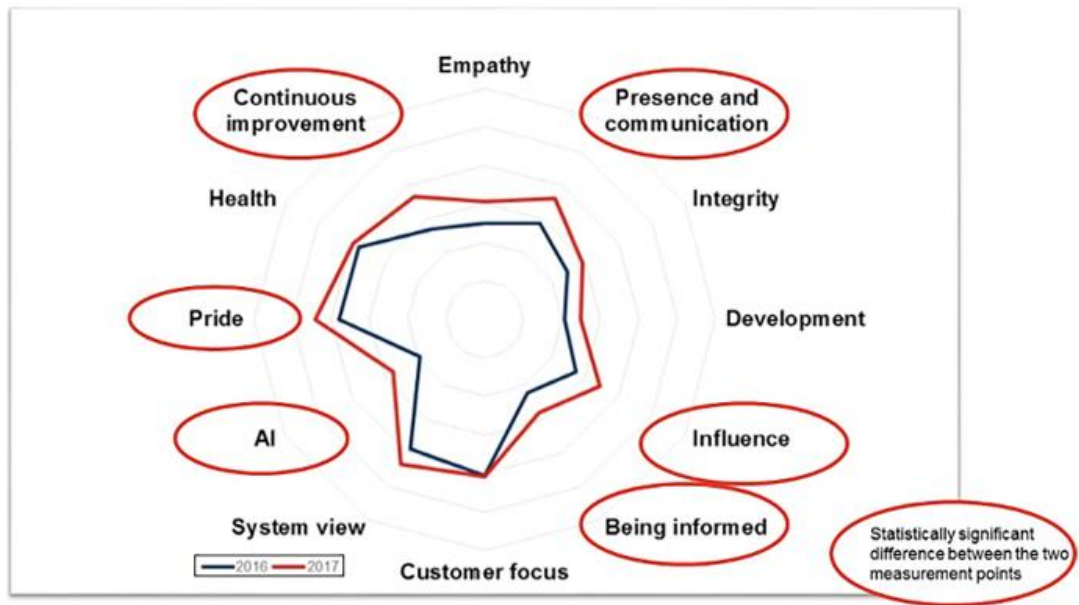 Empathy
Continuous
improvement
Presence and
communication
Health
Integrity
Pride
Development
AI
Influence
System view
Being informed
Customer focus
2016 2017
Statistically significant
difference between the two
measurement points